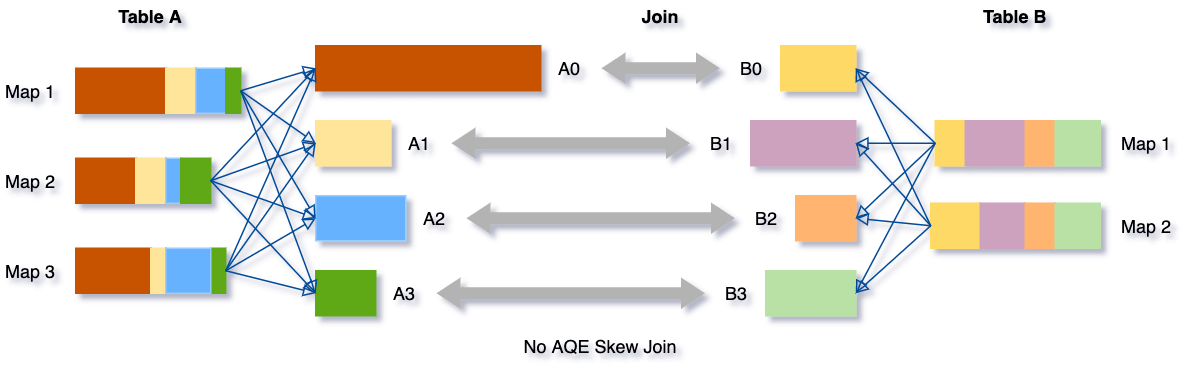 Table A
Join
Table B
A0
B0
Map 1
A1
B1
Map 1
Map 2
A2
B2
Map 2
Map 3
A3
B3
No AQE Skew Join